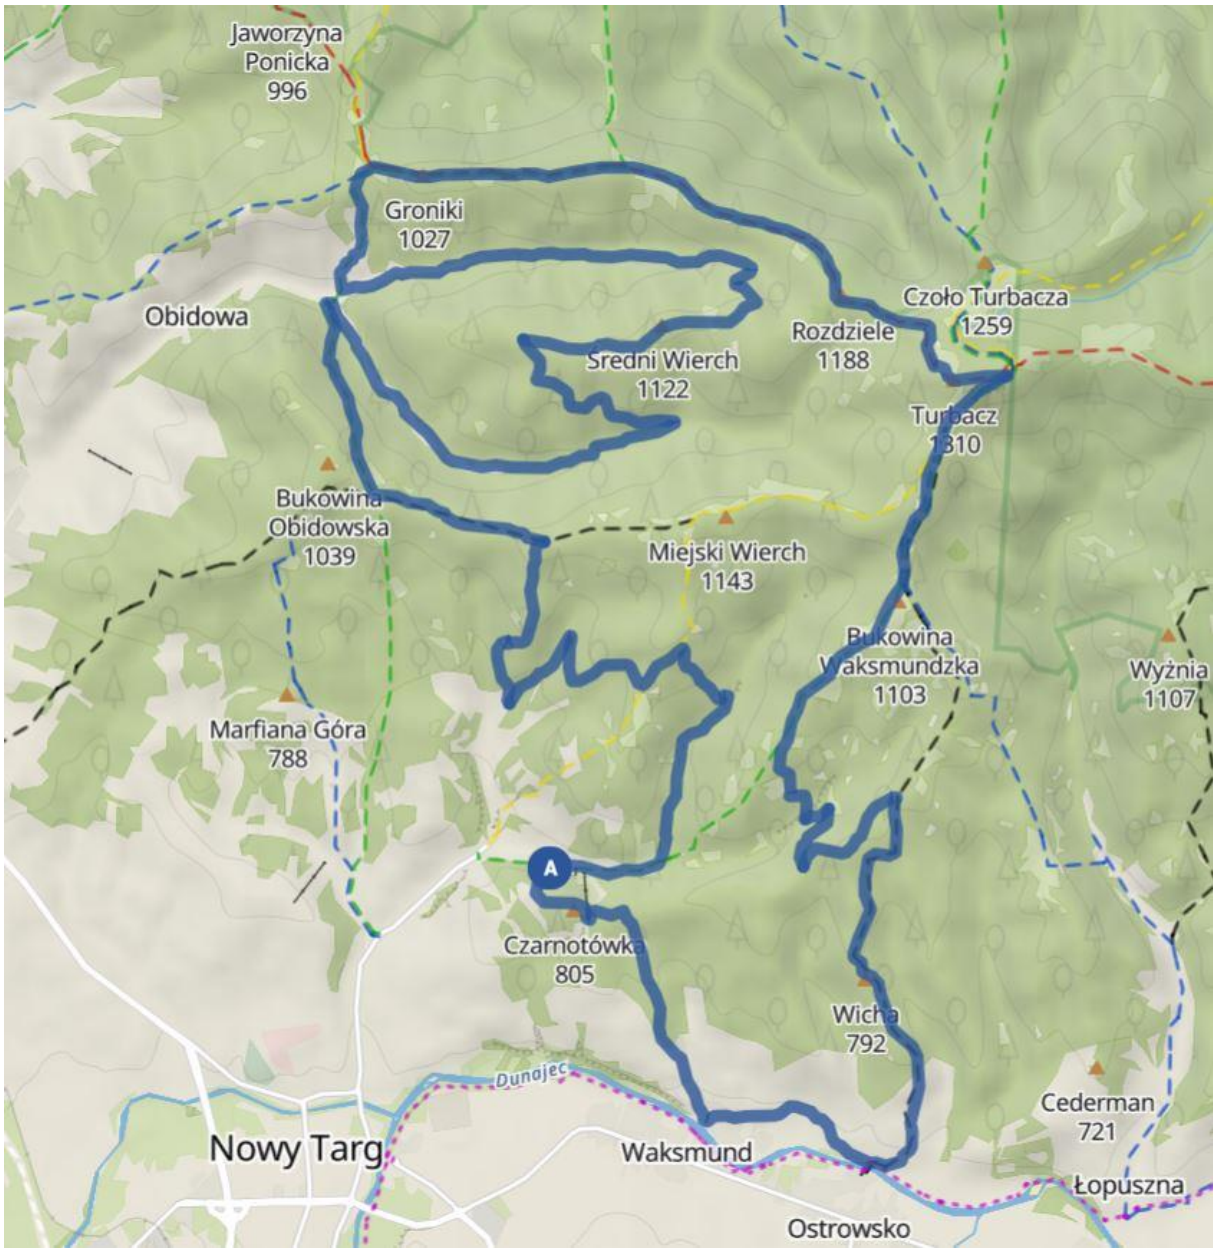 Jaworzyna
Ponicka
996
Groniki
1027
Obidowa
Czoło Turbacza
1259
Rozdziele
1188
Sredni Wierch
1122
Turbacz
1310
Bukowina
Obidowska
1039
Miejski Wierch
1143
Bukowina
Waksmundzka
1103
Wyżnia
1107
Marfiana Góra
788
A
Czarnotówka
805
Wicha
792
Dunajec
Cederman
721
Nowy Targ
Waksmund
Łopuszna
Ostrowsko